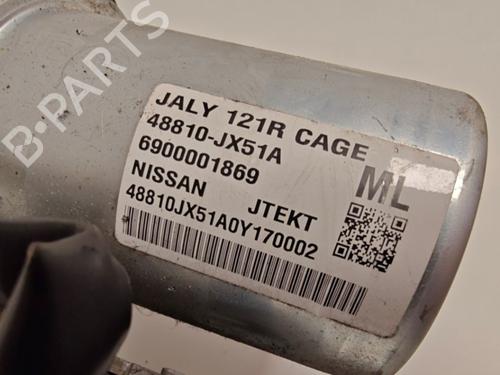 B-PARTS
JALY 121R CAGE
48810-JX51A
6900001869
NISSAN JTEKT
ML
48810JX51A0Y170002